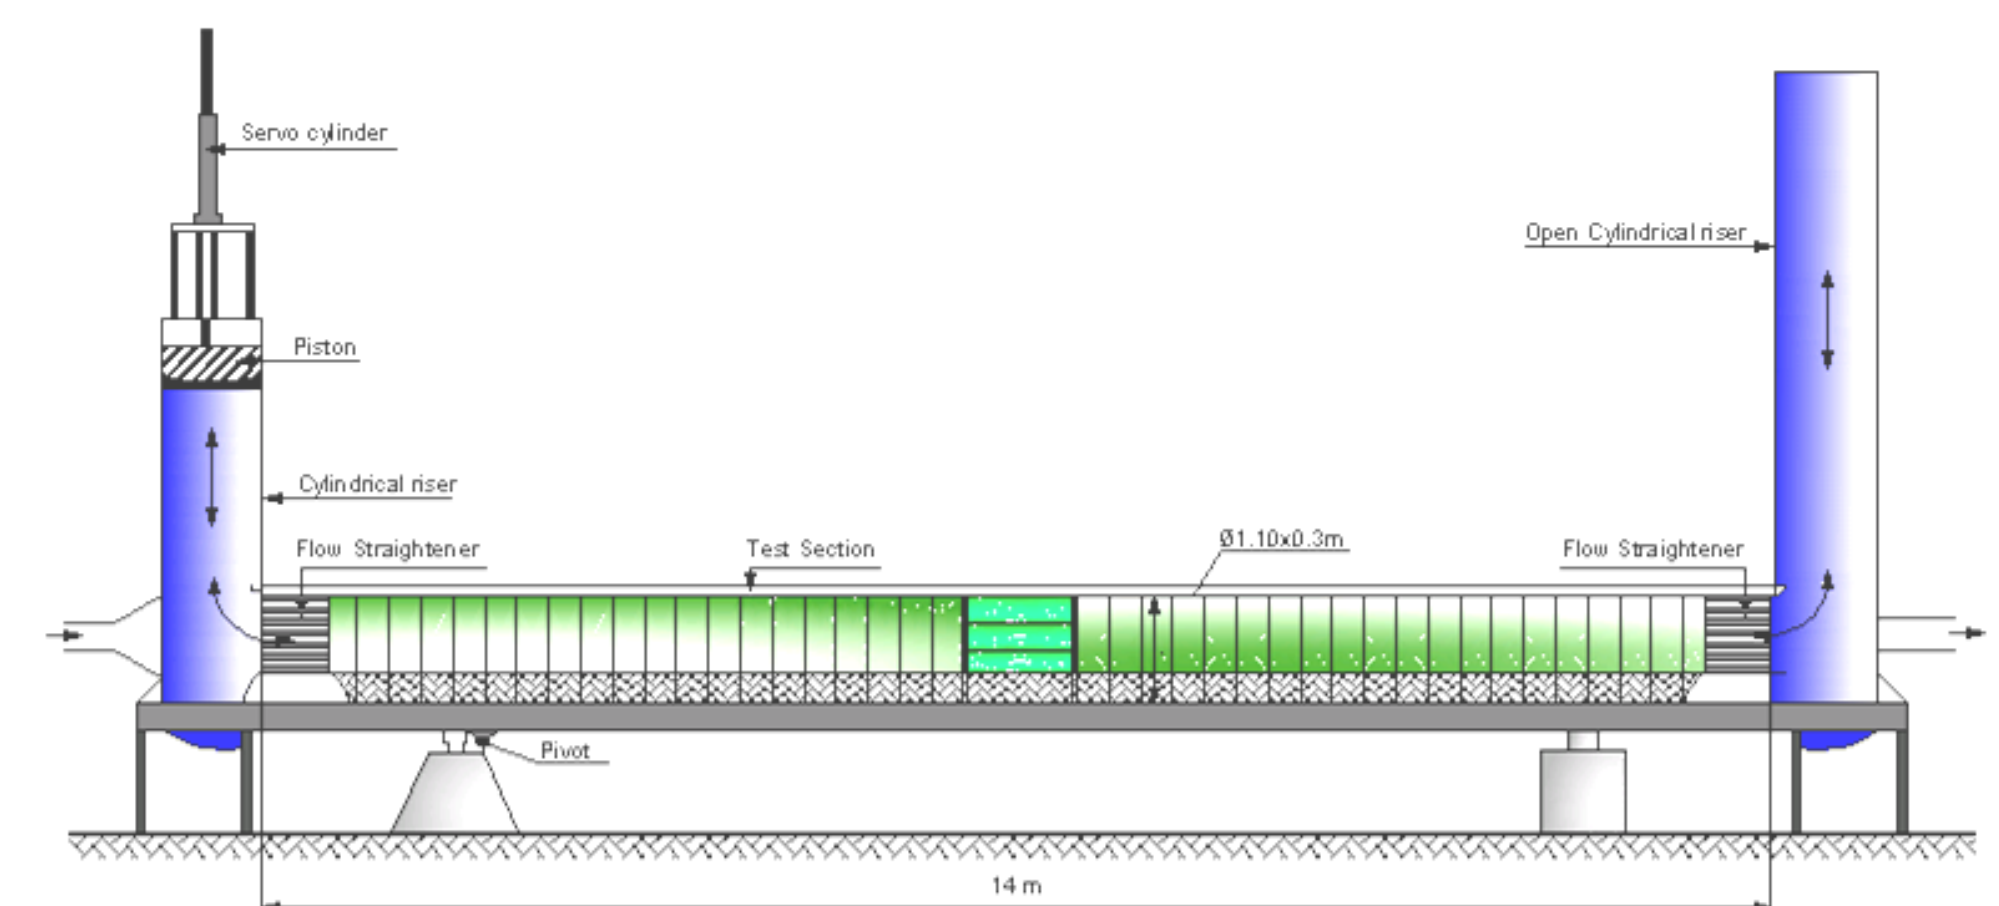 Servo cylinder
Open Cylindrical riser
Piston
Cylindrical riser
Flow Straightener
Test Section
Ø1.10x0.3m
Flow Straightener
Pivot
14 m